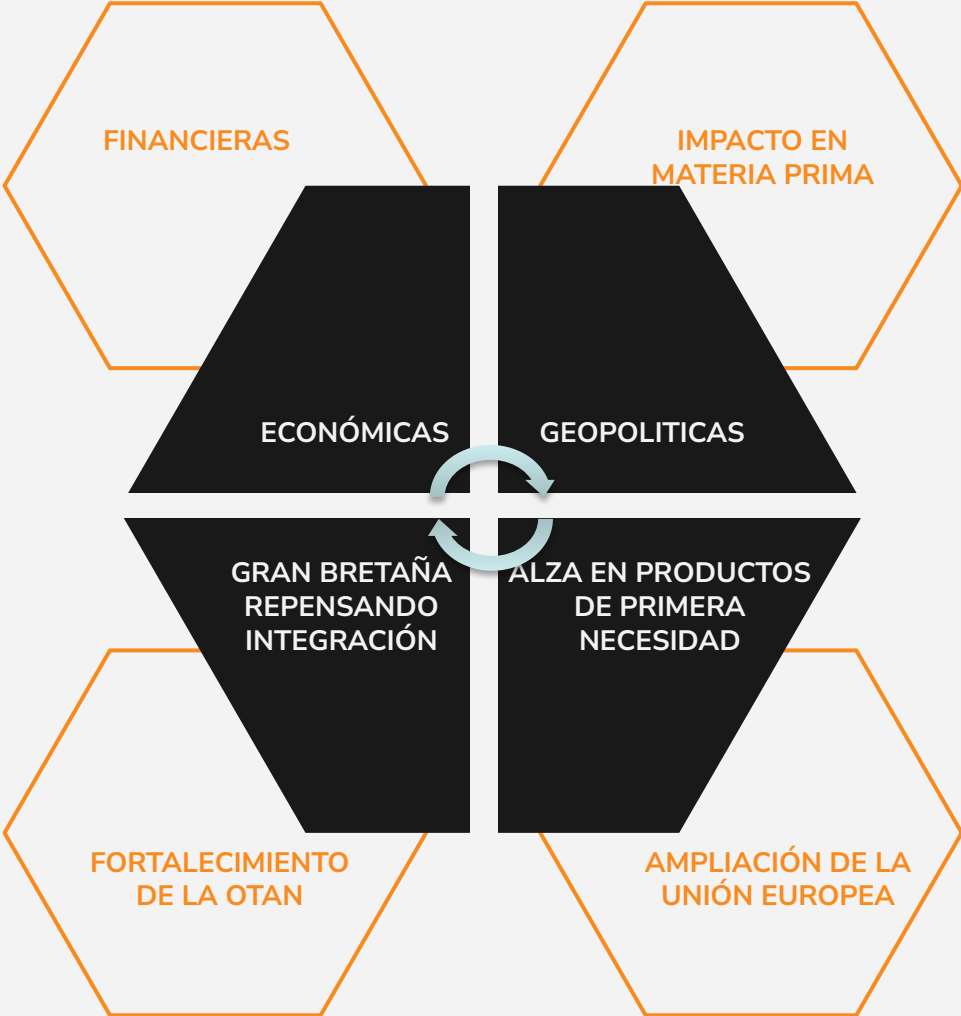 FINANCIERAS
IMPACTO EN
MATERIA PRIMA
ECONÓMICAS
GEOPOLITICAS
GRAN BRETAÑA
REPENSANDO
INTEGRACIÓN
ALZA EN PRODUCTOS
DE PRIMERA
NECESIDAD
FORTALECIMIENTO
DE LA OTAN
AMPLIACIÓN DE LA
UNIÓN EUROPEA